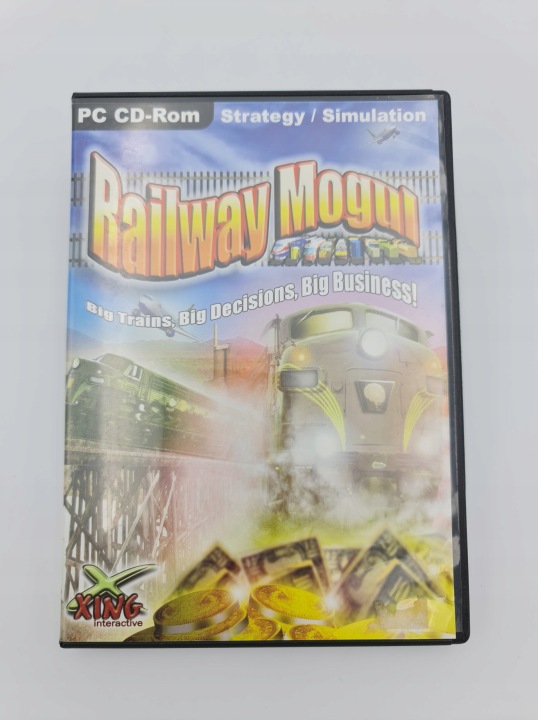 PC CD-Rom
Strategy / Simulation
Railway Mogul
Big Trains, Big Decisions, Big Business!
XING
interactive